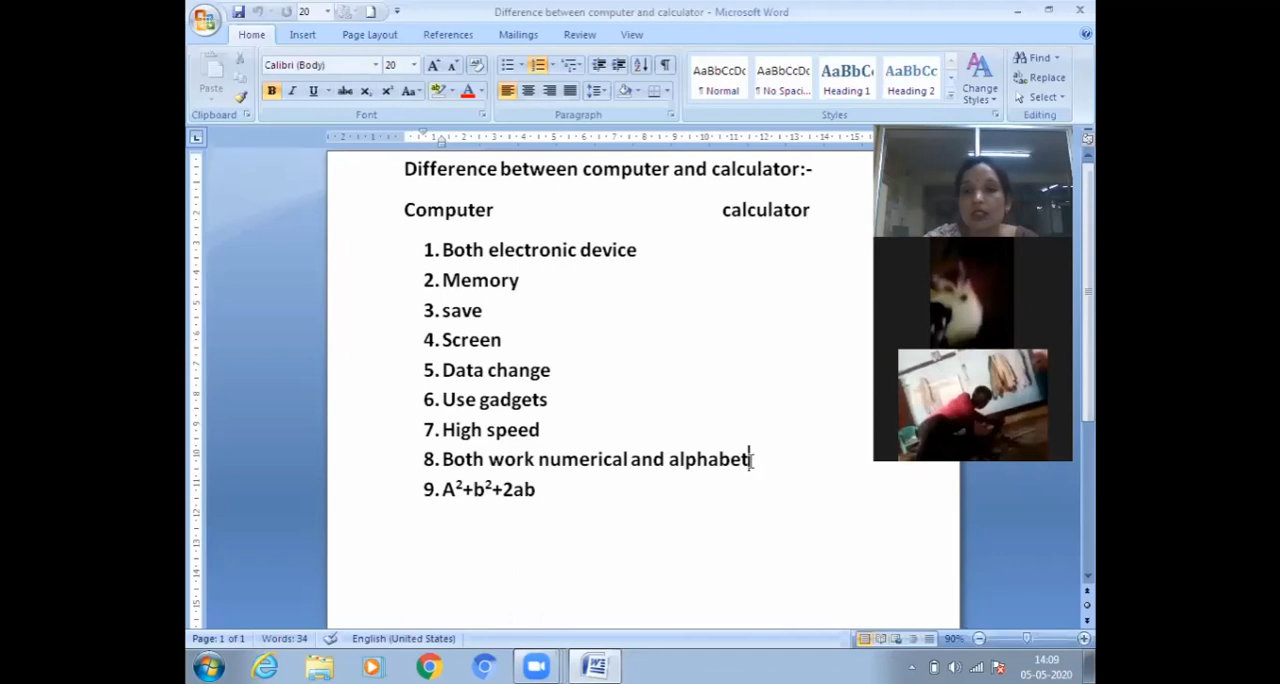 20
Difference between computer and calculator - Microsoft Word
Home Insert Page Layout References Mailings Review View
Paste
Calibri (Body) 20
AaBbCcDc AaBbCcDc AaBbC AaBbCc
¶ Normal ¶ No Spaci... Heading 1 Heading 2
Change Styles
Find
Replace
Select
Clipboard Font Paragraph Styles Editing
Difference between computer and calculator:-
Computer calculator
1. Both electronic device
2. Memory
3. save
4. Screen
5. Data change
6. Use gadgets
7. High speed
8. Both work numerical and alphabet
9. A²+b²+2ab
Page: 1 of 1 Words: 34 English (United States) 90%
14:09
05-05-2020